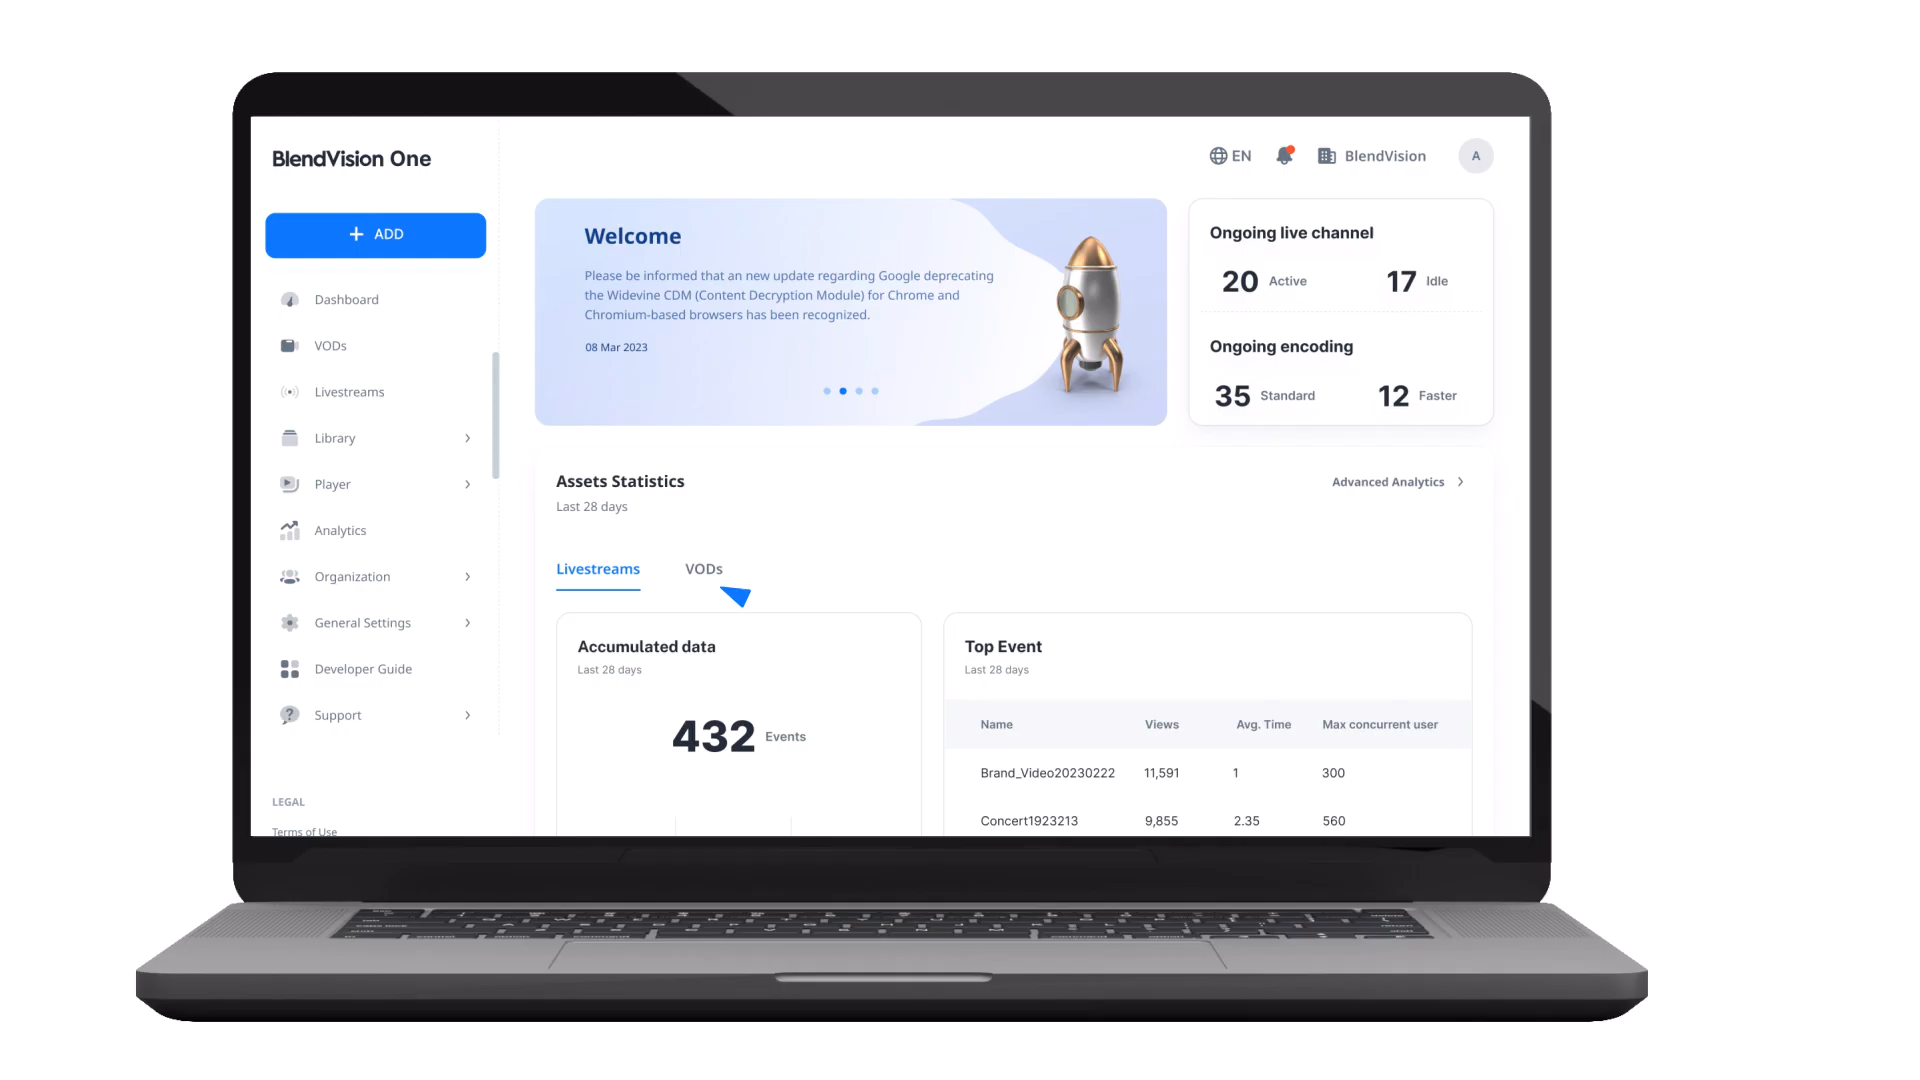 BlendVision One
EN
BlendVision
A
+ ADD
Dashboard
VODs
Livestreams
Library
Player
Analytics
Organization
General Settings
Developer Guide
Support
LEGAL
Terms of Use
Welcome
Please be informed that an new update regarding Google deprecating
the Widevine CDM (Content Decryption Module) for Chrome and
Chromium-based browsers has been recognized.
08 Mar 2023
Ongoing live channel
20 Active 17 Idle
Ongoing encoding
35 Standard 12 Faster
Assets Statistics
Last 28 days
Advanced Analytics
Livestreams VODs
Accumulated data
Last 28 days
432 Events
Top Event
Last 28 days
Name Views Avg. Time Max concurrent user
Brand_Video20230222 11,591 1 300
Concert1923213 9,855 2.35 560